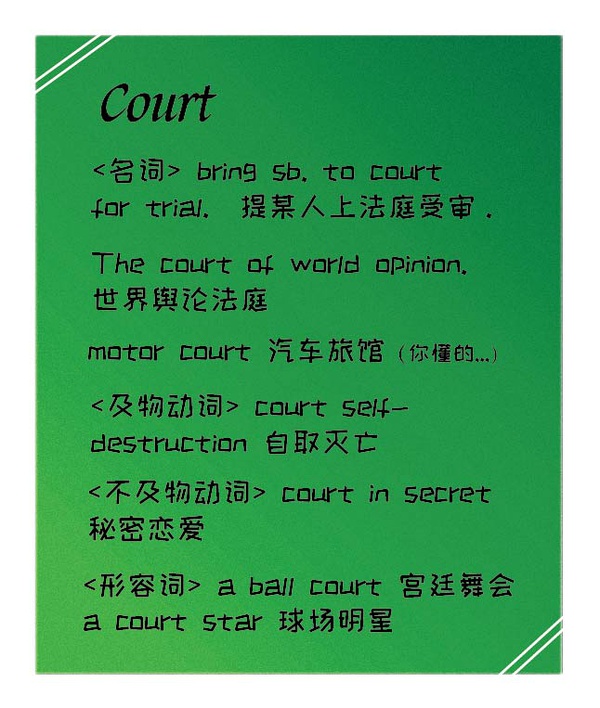 Court
<名词> bring sb. to court
for trial. 提某人上法庭受审.
The court of world opinion.
世界舆论法庭
motor court 汽车旅馆 (你懂的...)
<及物动词> court self-
destruction 自取灭亡
<不及物动词> court in secret
秘密恋爱
<形容词> a ball court 宫廷舞会
a court star 球场明星